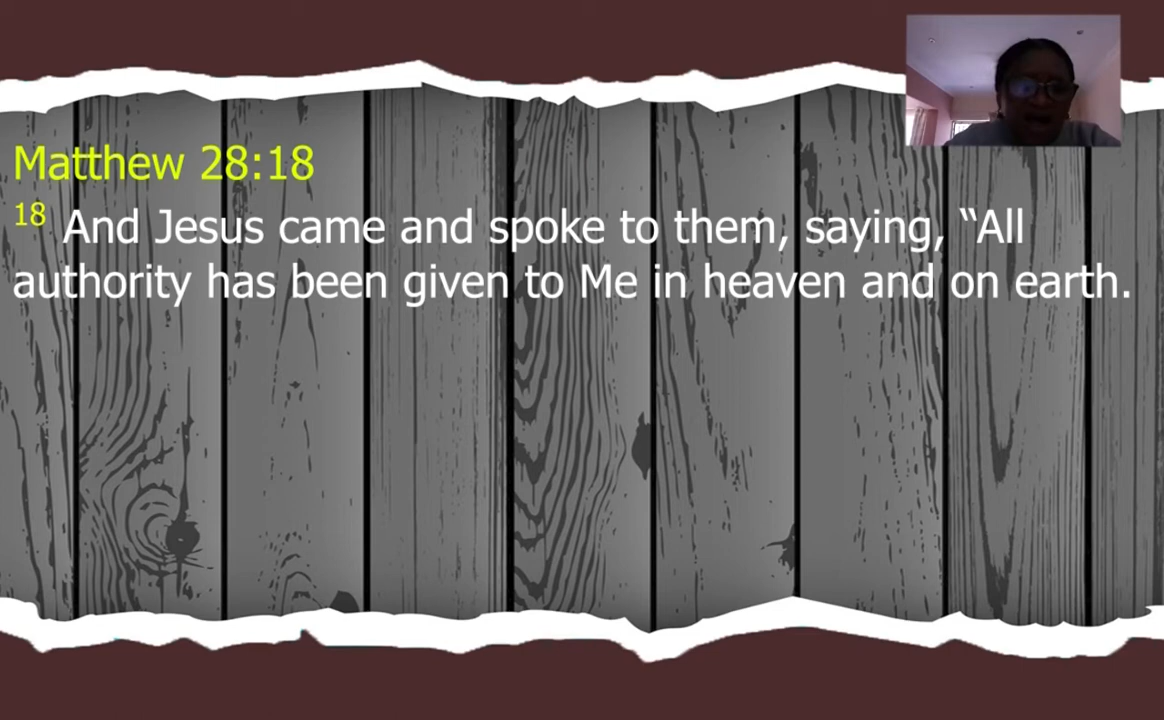 Matthew 28:18
18 And Jesus came and spoke to them, saying, “All
authority has been given to Me in heaven and on earth.